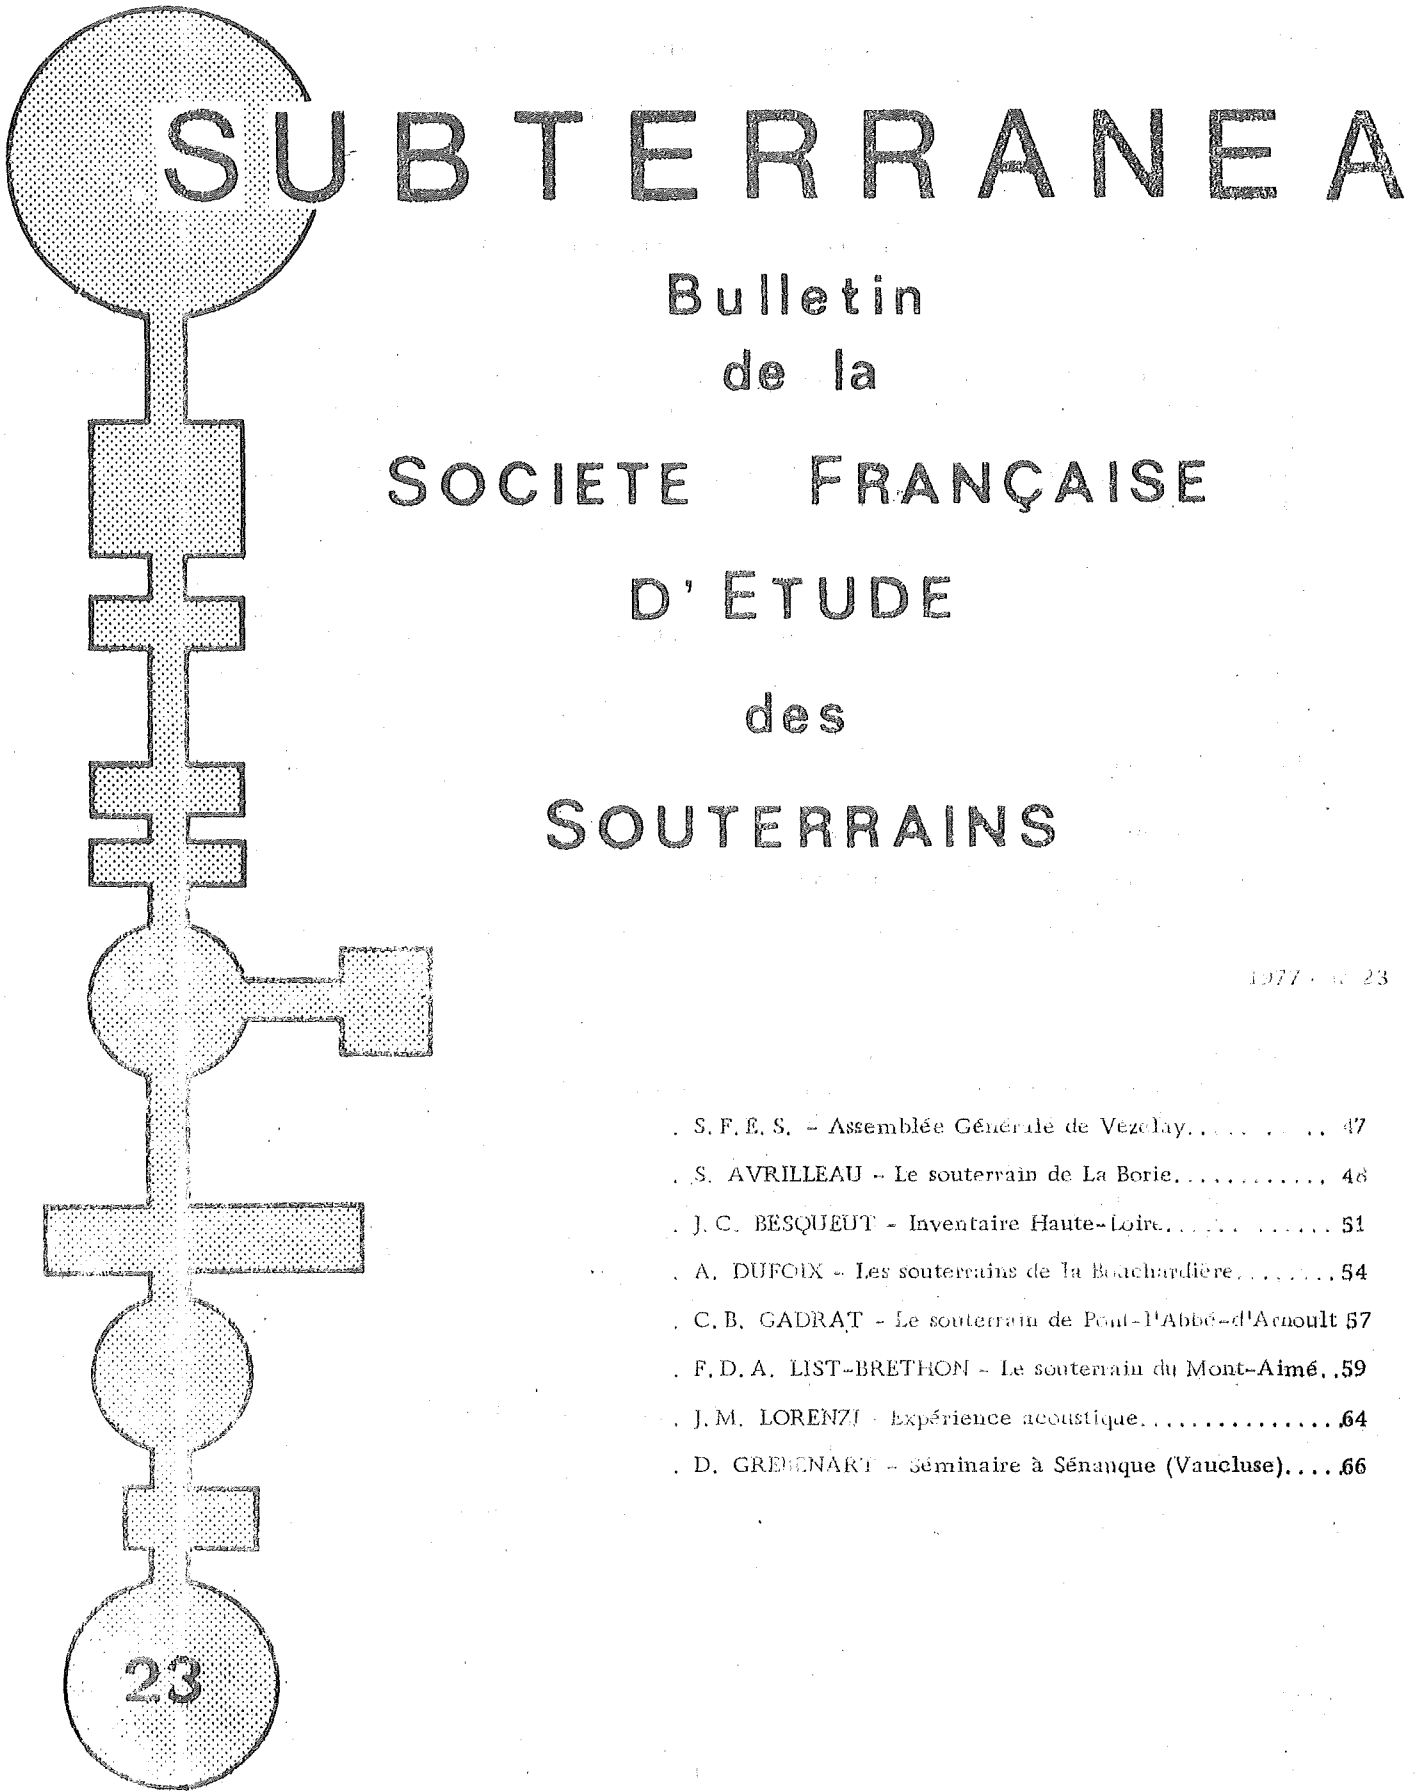 SUBTERRANEA
Bulletin
de la
SOCIETE FRANÇAISE
D'ETUDE
des
SOUTERRAINS
1977 - 23
. S. F. E. S. - Assemblée Générale de Vézelay........... 47
. S. AVRILLEAU - Le souterrain de La Borie............ 48
. J. C. BESQUEUT - Inventaire Haute-Loire............ 51
. A. DUFOIX - Les souterrains de la Bouchardière........ 54
. C. B. GADRAT - Le souterrain de Pont-l'Abbé-d'Arnoult 57
. F. D. A. LIST-BRETHON - Le souterrain du Mont-Aimé..59
. J. M. LORENZI - Expérience acoustique................64
. D. GREBENART - Séminaire à Sénanque (Vaucluse).....66
23